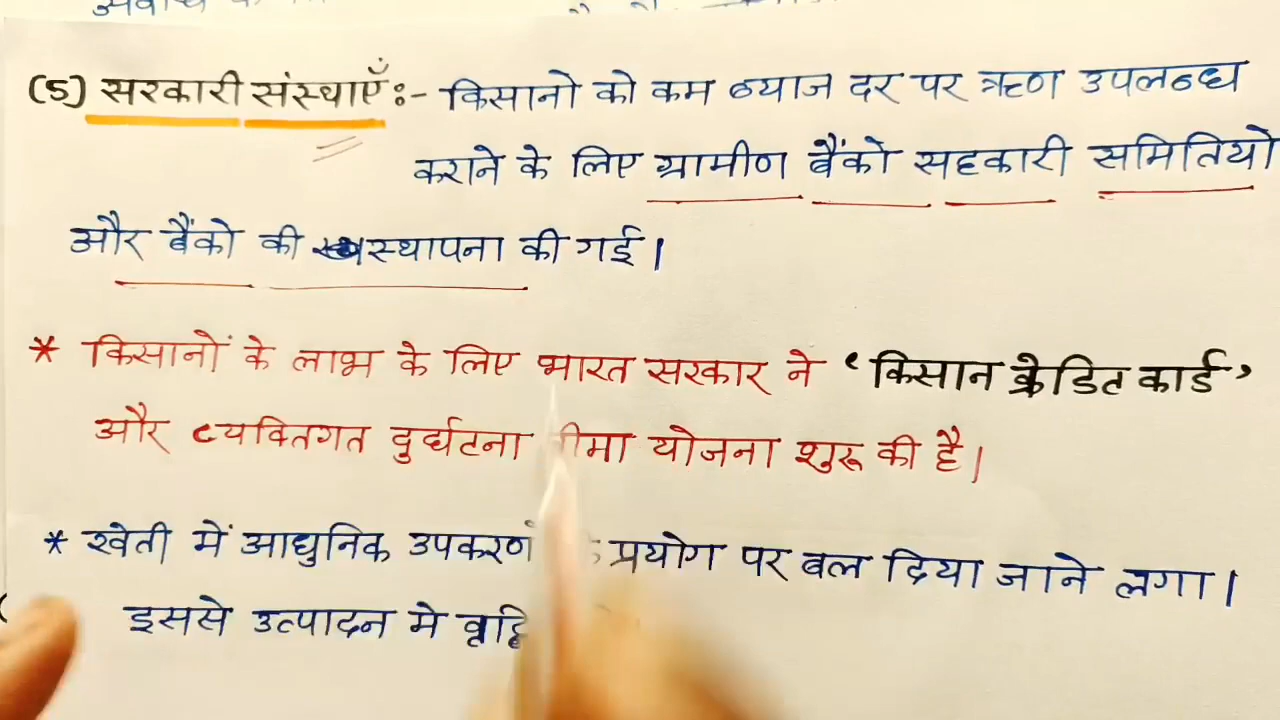 (5) सरकारी संस्थाएँ :- किसानो को कम ब्याज दर पर ऋण उपलब्ध
कराने के लिए ग्रामीण बैंको सहकारी समितियो
और बैंको की स्थापना की गई।
* किसानों के लाभ के लिए भारत सरकार ने 'किसान क्रेडित कार्ड'
और व्यक्तिगत दुर्घटना योजना शुरू की है।
* खेती में आधुनिक प्रयोग पर बल दिया जाने लगा।
इससे उत्पादन मे